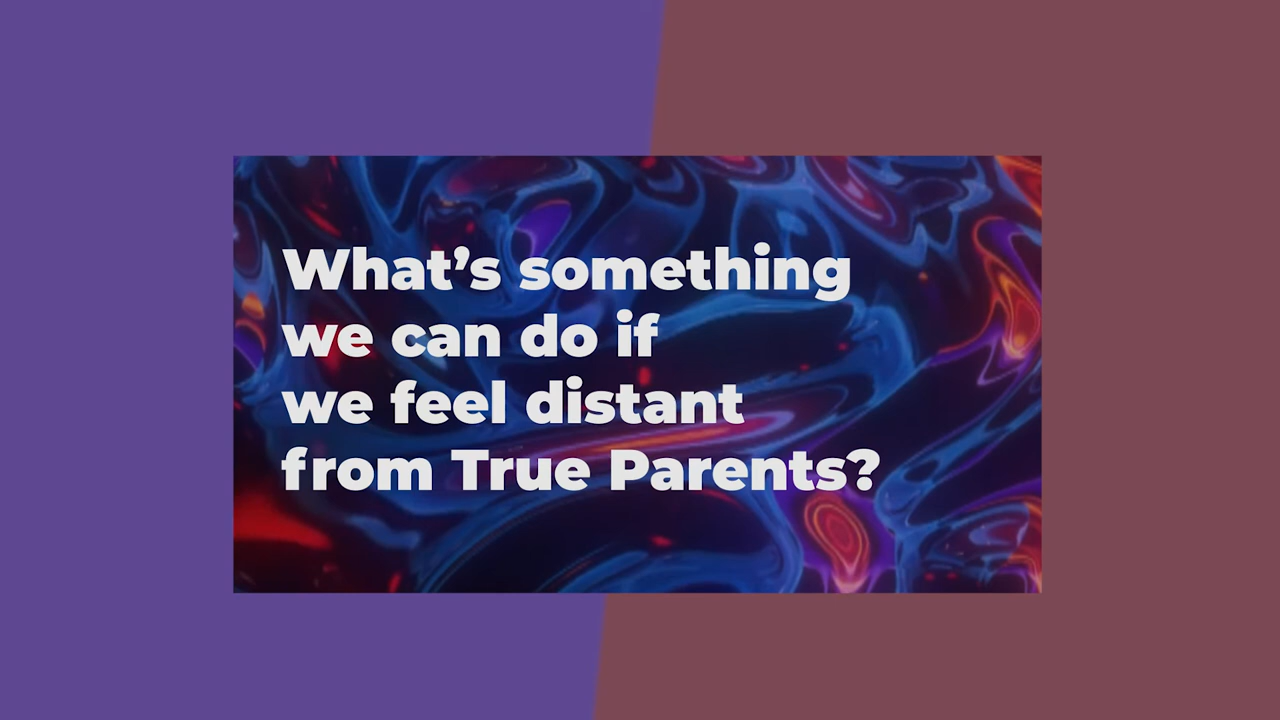 What’s something
we can do if
we feel distant
from True Parents?